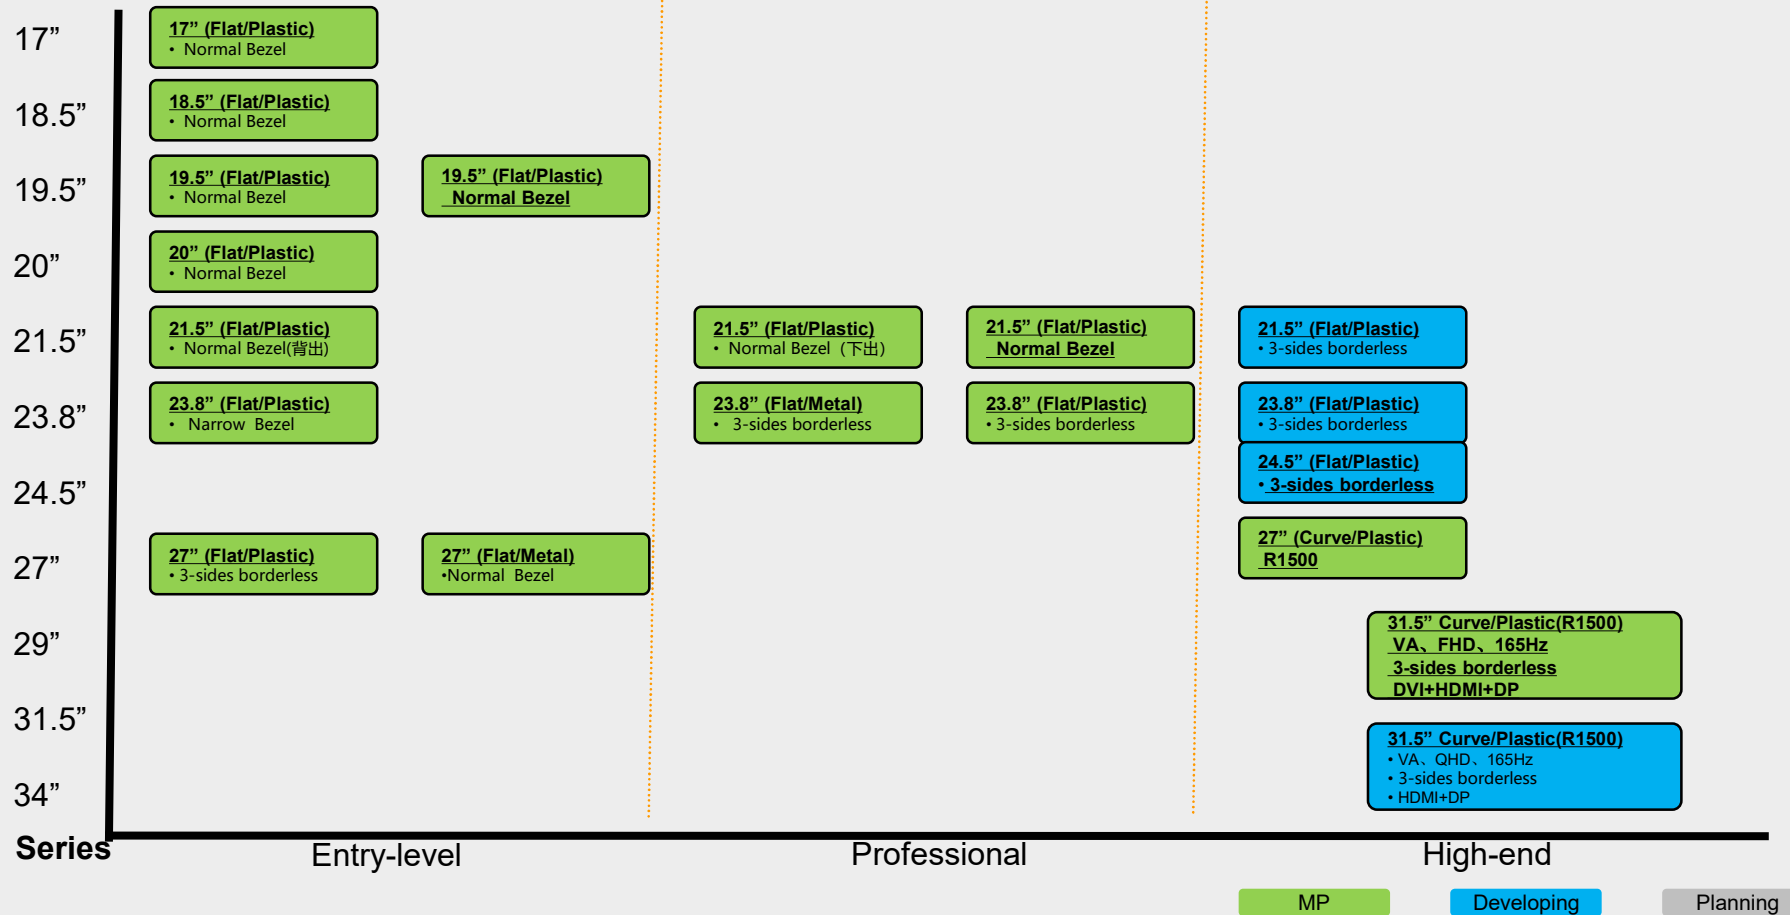 17”
17” (Flat/Plastic)
• Normal Bezel
18.5”
18.5” (Flat/Plastic)
• Normal Bezel
19.5”
19.5” (Flat/Plastic)
• Normal Bezel
19.5” (Flat/Plastic)
Normal Bezel
20”
20” (Flat/Plastic)
• Normal Bezel
21.5”
21.5” (Flat/Plastic)
• Normal Bezel(背出)
21.5” (Flat/Plastic)
• Normal Bezel (下出)
21.5” (Flat/Plastic)
Normal Bezel
21.5” (Flat/Plastic)
• 3-sides borderless
23.8”
23.8” (Flat/Plastic)
• Narrow Bezel
23.8” (Flat/Metal)
• 3-sides borderless
23.8” (Flat/Plastic)
• 3-sides borderless
23.8” (Flat/Plastic)
• 3-sides borderless
24.5”
24.5” (Flat/Plastic)
• 3-sides borderless
27”
27” (Flat/Plastic)
• 3-sides borderless
27” (Flat/Metal)
•Normal Bezel
27” (Curve/Plastic)
R1500
29”
31.5” Curve/Plastic(R1500)
VA、FHD、165Hz
3-sides borderless
DVI+HDMI+DP
31.5”
31.5” Curve/Plastic(R1500)
• VA、QHD、165Hz
• 3-sides borderless
• HDMI+DP
34”
Series
Entry-level
Professional
High-end
MP
Developing
Planning